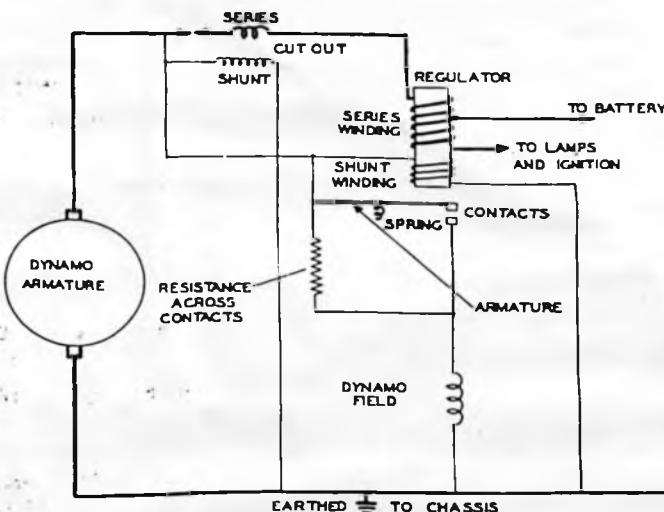 SERIES
CUT OUT
SHUNT
REGULATOR
SERIES
WINDING
TO BATTERY
TO LAMPS
AND IGNITION
SHUNT
WINDING
SPRING
CONTACTS
DYNAMO
ARMATURE
RESISTANCE
ACROSS
CONTACTS
ARMATURE
DYNAMO
FIELD
EARTHED TO CHASSIS